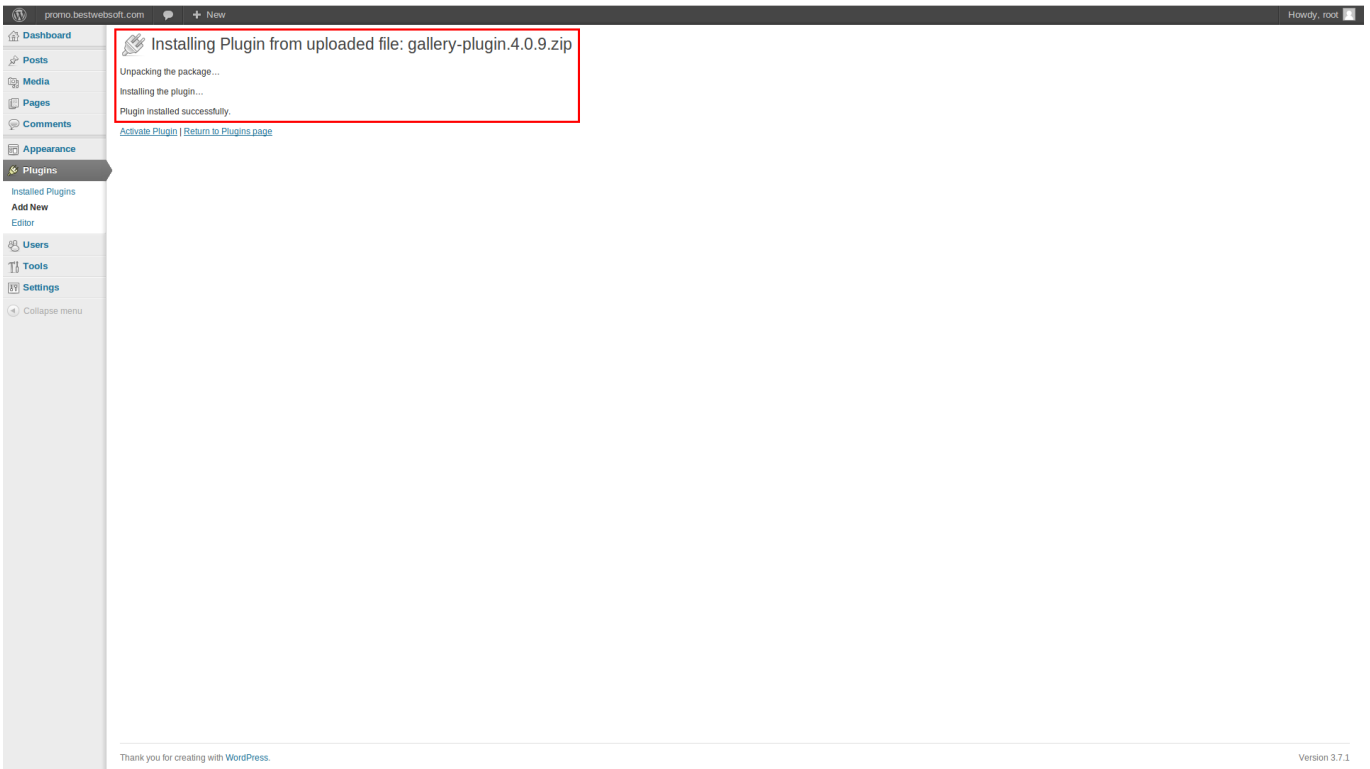 promo.bestwebsoft.com + New Howdy, root
Dashboard
Posts
Media
Pages
Comments
Appearance
Plugins
Installed Plugins
Add New
Editor
Users
Tools
Settings
Collapse menu
Installing Plugin from uploaded file: gallery-plugin.4.0.9.zip
Unpacking the package…
Installing the plugin…
Plugin installed successfully.
Activate Plugin | Return to Plugins page
Thank you for creating with WordPress. Version 3.7.1